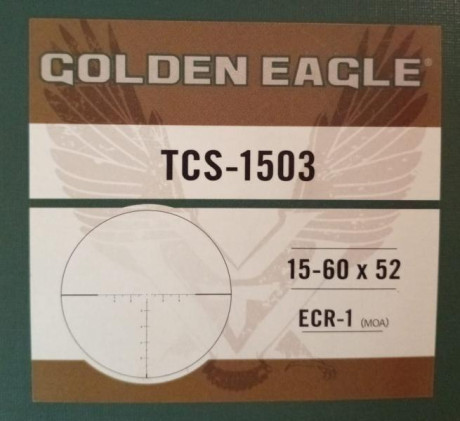 GOLDEN EAGLE®
TCS-1503
15-60 x 52
ECR-1 (MOA)